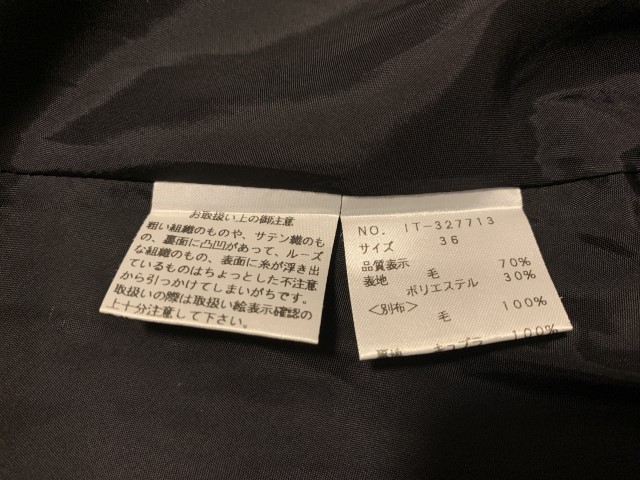 お取扱い上の御注意
粗い組織のものや、サテン織のも
の、裏面に凸凹があって、ルーズ
な組織のもの、表面に糸が浮き出
ているものはちょっとした不注意
から引っかけてしまいがちです。
取扱いの際は取扱い絵表示確認の
上十分注意して下さい。
NO. IT-327713
サイズ 36
品質表示
表地 毛 70%
ポリエステル 30%
<別布>
毛 100%
裏地 キュプラ 100%